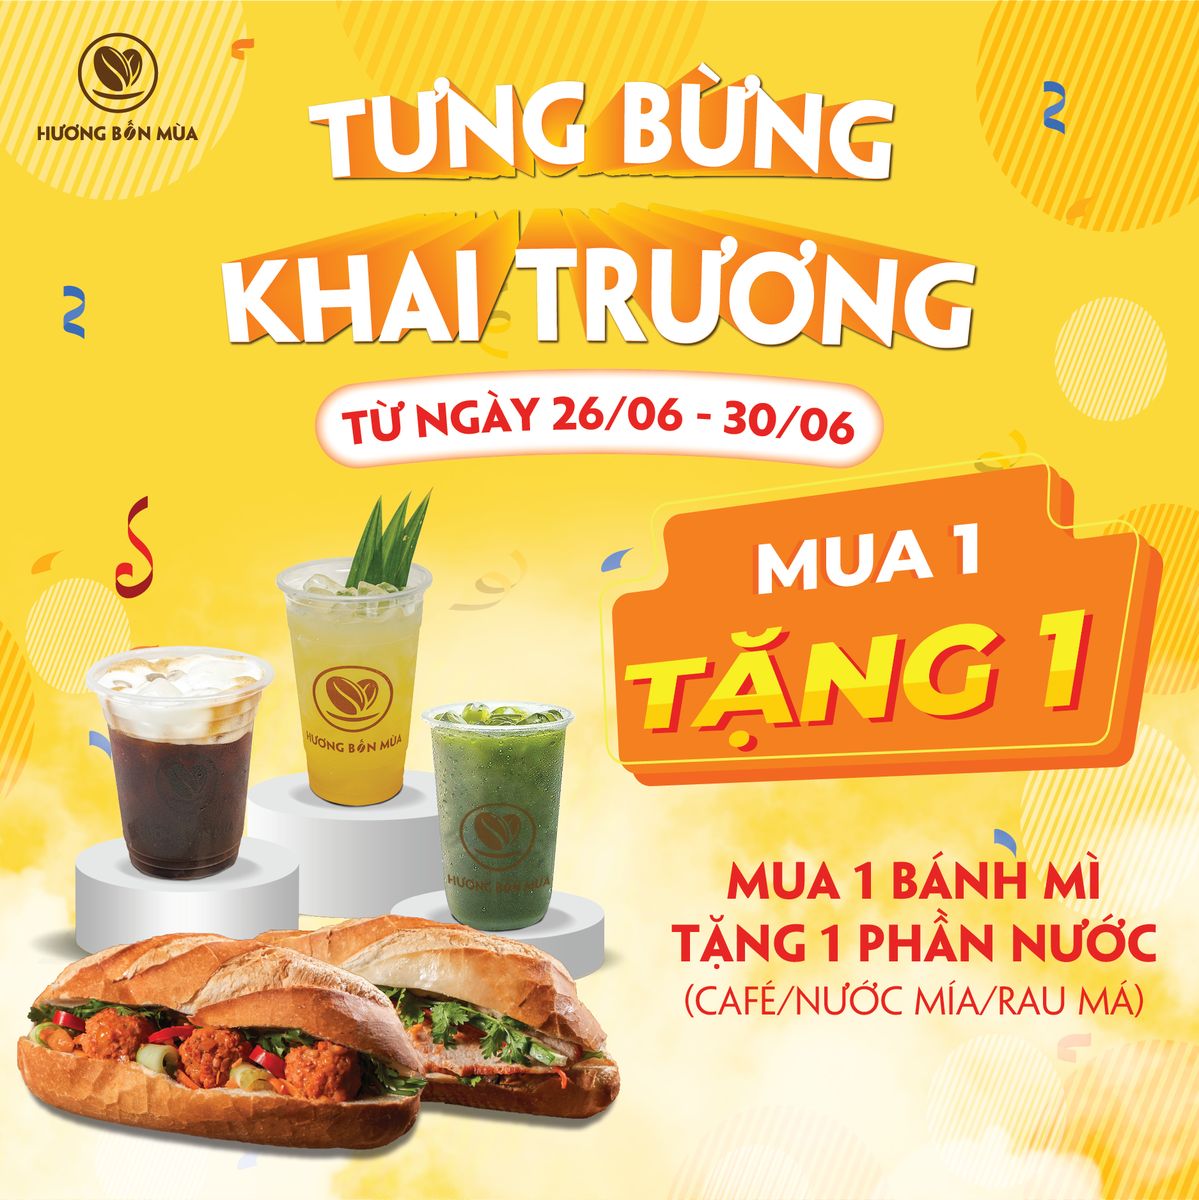 HƯƠNG BỐN MÙA
TƯNG BỪNG
KHAI TRƯƠNG
TỪ NGÀY 26/06 - 30/06
MUA 1
TẶNG 1
HƯƠNG BỐN MÙA
HƯƠNG BỐN MÙA
MUA 1 BÁNH MÌ
TẶNG 1 PHẦN NƯỚC
(CAFÉ/NƯỚC MÍA/RAU MÁ)